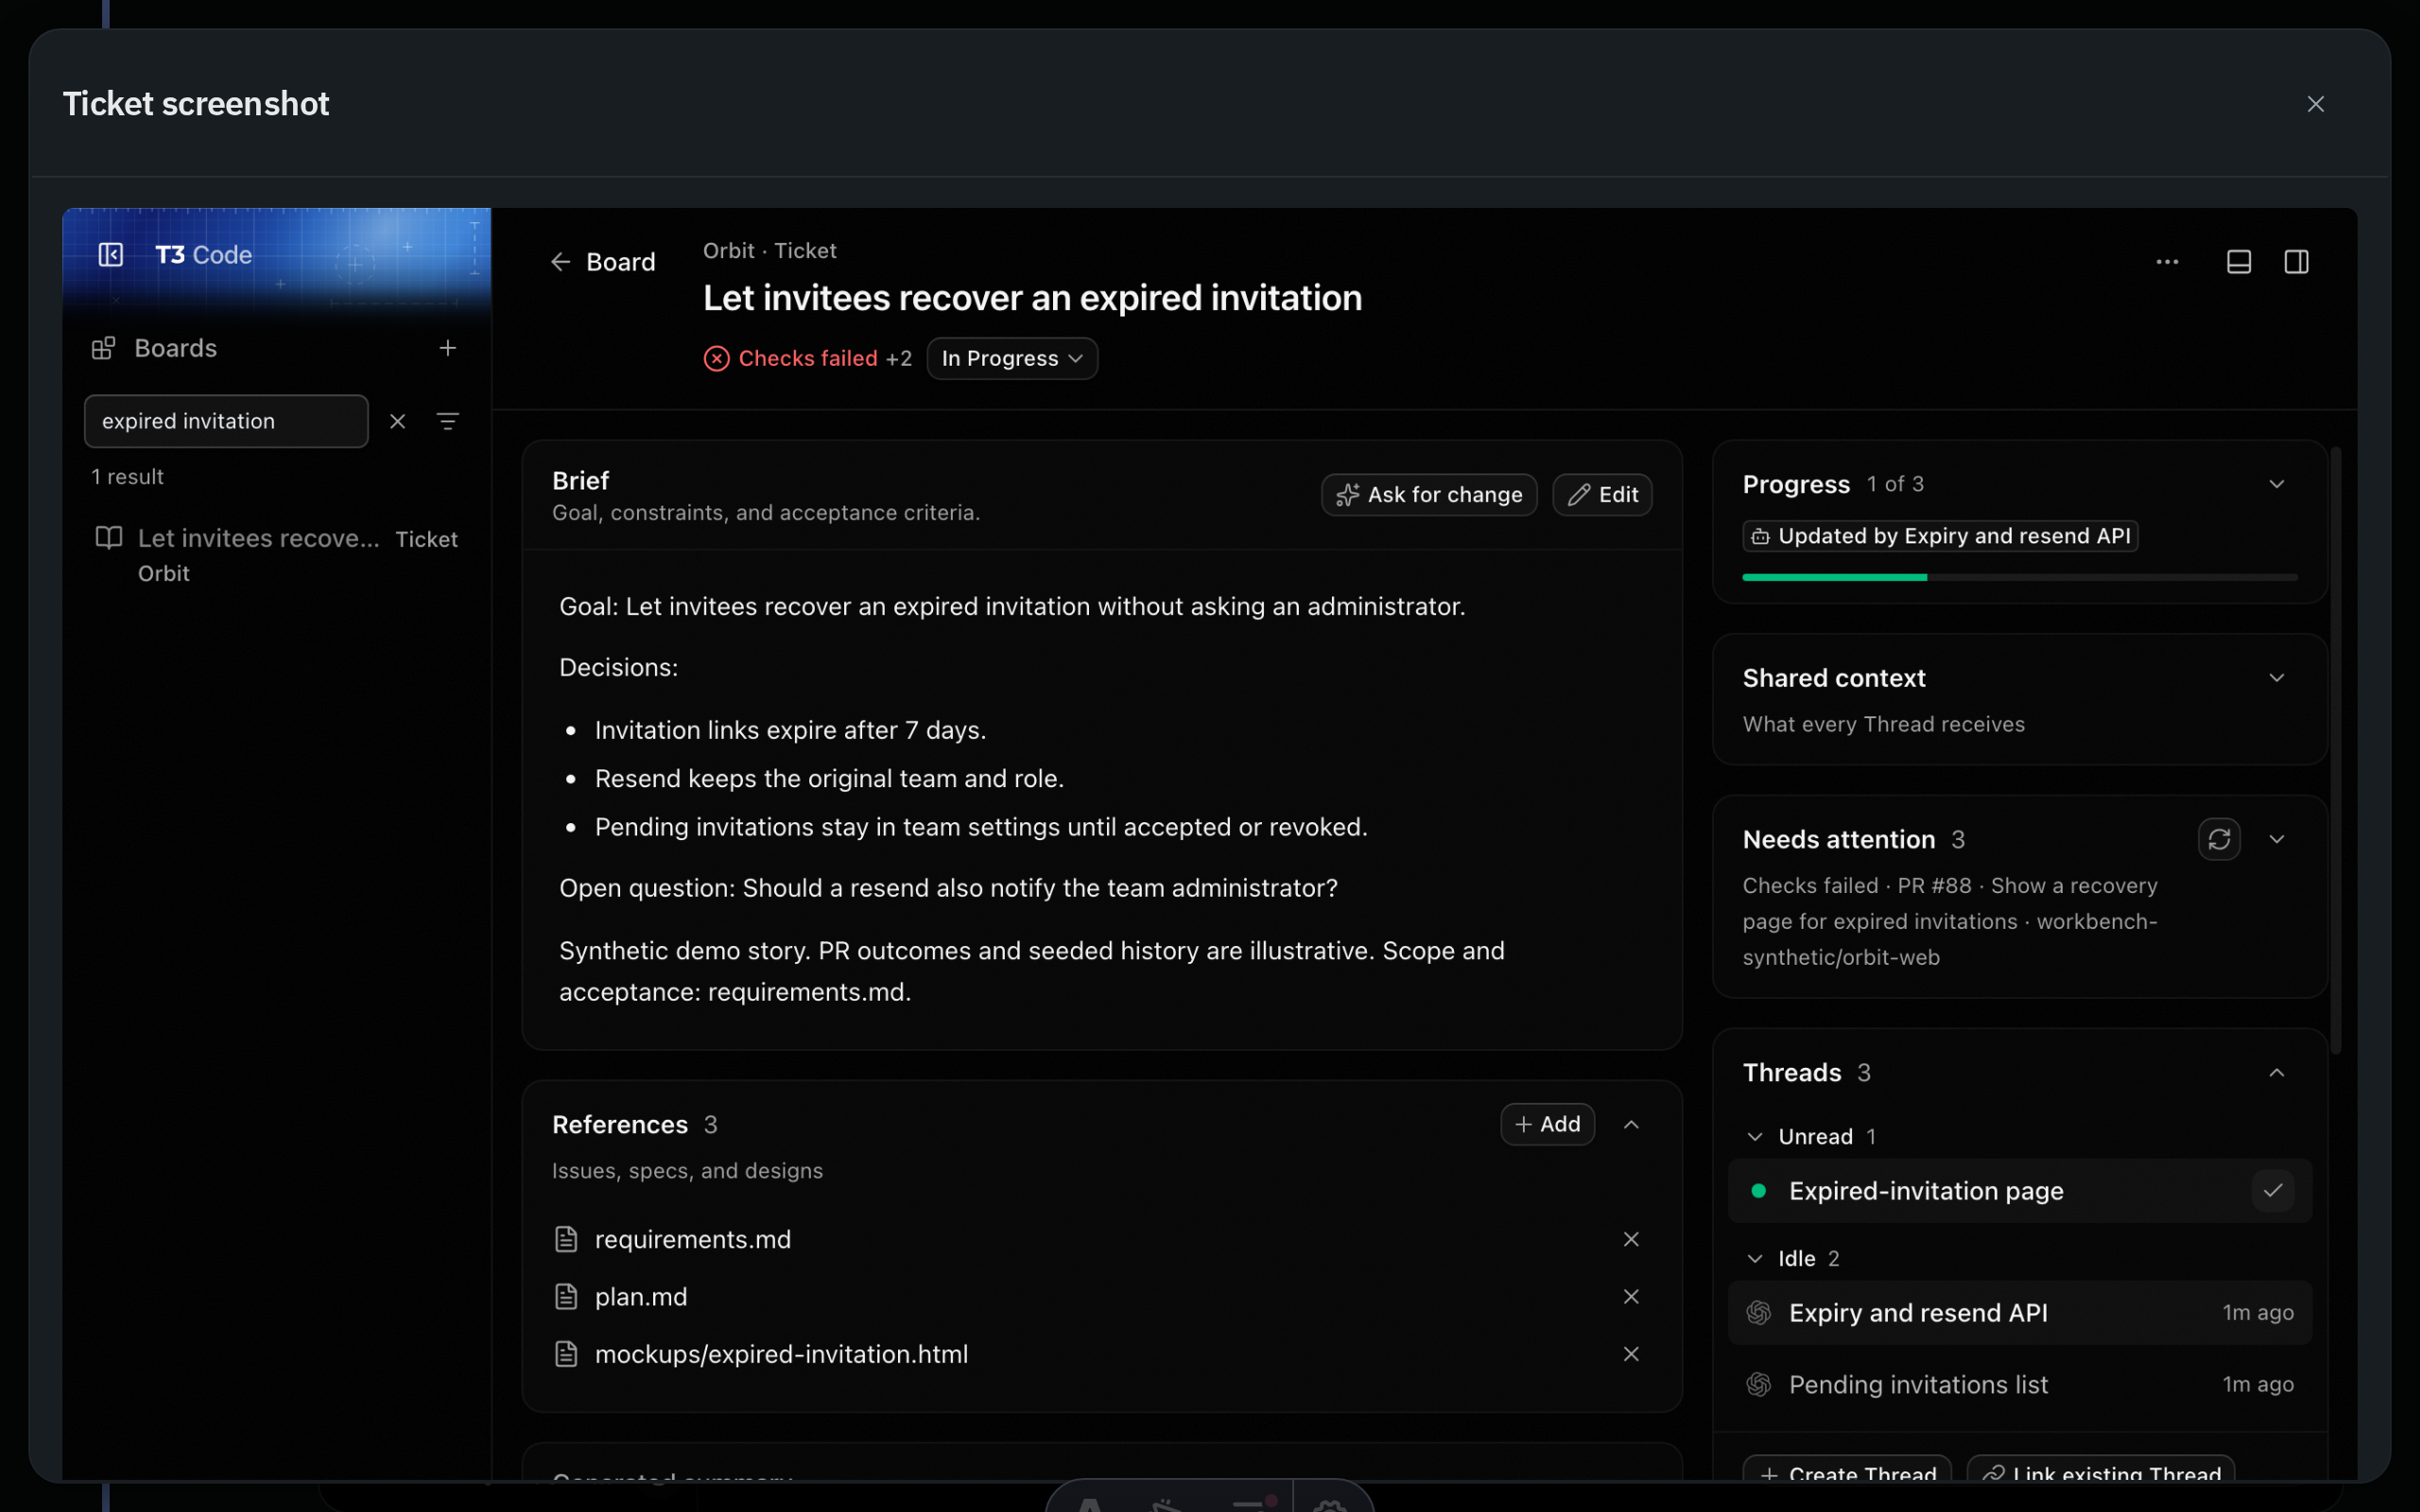 Ticket screenshot
T3 Code
Boards
expired invitation
1 result
Let invitees recove... Ticket
Orbit
Board
Orbit · Ticket
Let invitees recover an expired invitation
Checks failed +2 In Progress
Brief
Goal, constraints, and acceptance criteria.
Ask for change
Edit
Goal: Let invitees recover an expired invitation without asking an administrator.
Decisions:
• Invitation links expire after 7 days.
• Resend keeps the original team and role.
• Pending invitations stay in team settings until accepted or revoked.
Open question: Should a resend also notify the team administrator?
Synthetic demo story. PR outcomes and seeded history are illustrative. Scope and
acceptance: requirements.md.
References 3
Add
Issues, specs, and designs
requirements.md
plan.md
mockups/expired-invitation.html
Generated summary
Progress 1 of 3
Updated by Expiry and resend API
Shared context
What every Thread receives
Needs attention 3
Checks failed · PR #88 · Show a recovery
page for expired invitations · workbench-
synthetic/orbit-web
Threads 3
Unread 1
Expired-invitation page
Idle 2
Expiry and resend API 1m ago
Pending invitations list 1m ago
Create Thread
Link existing Thread